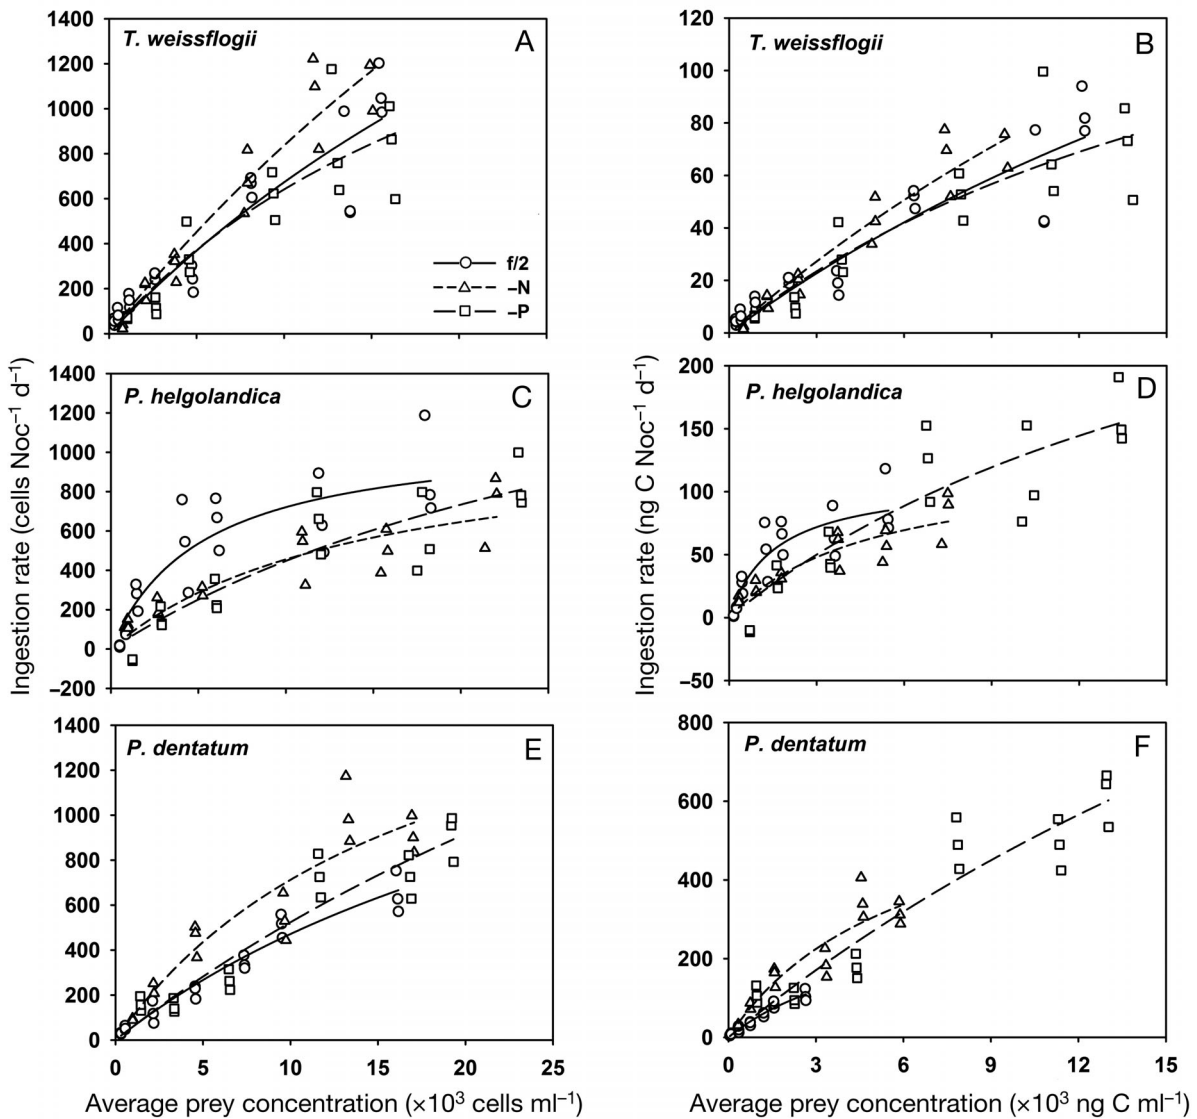 1400
1200
1000
800
600
400
200
0
T. weissflogii
A
f/2
–N
–P
120
100
80
60
40
20
0
T. weissflogii
B
Ingestion rate (cells Noc⁻¹ d⁻¹)
1400
1200
1000
800
600
400
200
0
–200
P. helgolandica
C
Ingestion rate (ng C Noc⁻¹ d⁻¹)
200
150
100
50
0
–50
P. helgolandica
D
1400
1200
1000
800
600
400
200
0
P. dentatum
E
0 5 10 15 20 25
Average prey concentration (×10³ cells ml⁻¹)
800
600
400
200
0
P. dentatum
F
0 3 6 9 12 15
Average prey concentration (×10³ ng C ml⁻¹)